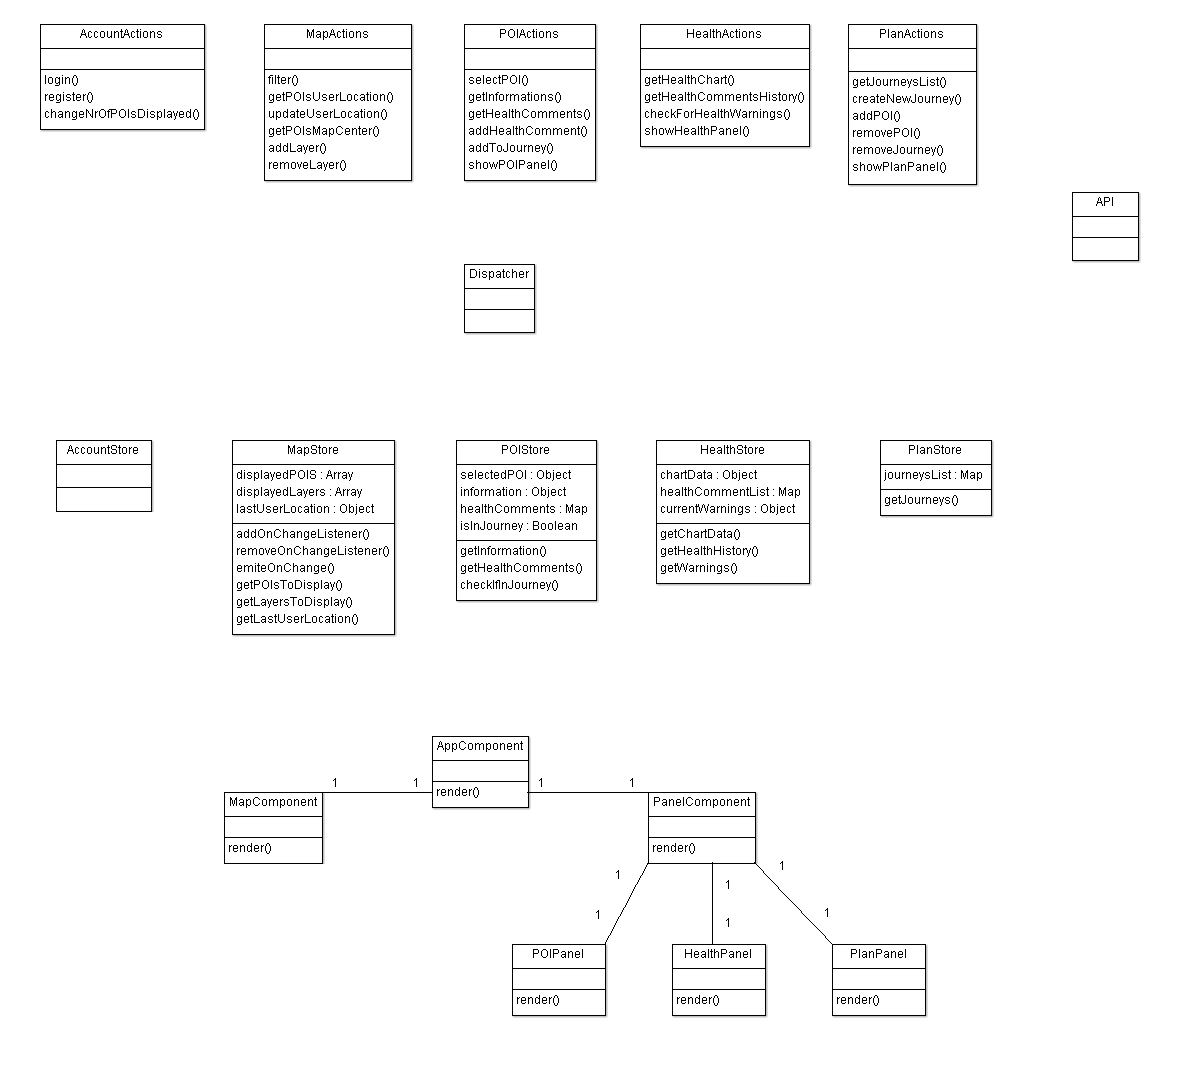 AccountActions
login()
register()
changeNrOfPOIsDisplayed()
MapActions
filter()
getPOIsUserLocation()
updateUserLocation()
getPOIsMapCenter()
addLayer()
removeLayer()
POIActions
selectPOI()
getInformations()
getHealthComments()
addHealthComment()
addToJourney()
showPOIPanel()
HealthActions
getHealthChart()
getHealthCommentsHistory()
checkForHealthWarnings()
showHealthPanel()
PlanActions
getJourneysList()
createNewJourney()
addPOI()
removePOI()
removeJourney()
showPlanPanel()
API
Dispatcher
AccountStore
MapStore
displayedPOIS : Array
displayedLayers : Array
lastUserLocation : Object
addOnChangeListener()
removeOnChangeListener()
emiteOnChange()
getPOIsToDisplay()
getLayersToDisplay()
getLastUserLocation()
POIStore
selectedPOI : Object
information : Object
healthComments : Map
isInJourney : Boolean
getInformation()
getHealthComments()
checkIfInJourney()
HealthStore
chartData : Object
healthCommentList : Map
currentWarnings : Object
getChartData()
getHealthHistory()
getWarnings()
PlanStore
journeysList : Map
getJourneys()
AppComponent
render()
1
1
1
1
MapComponent
render()
PanelComponent
render()
1
1
1
1
1
1
POIPanel
render()
HealthPanel
render()
PlanPanel
render()